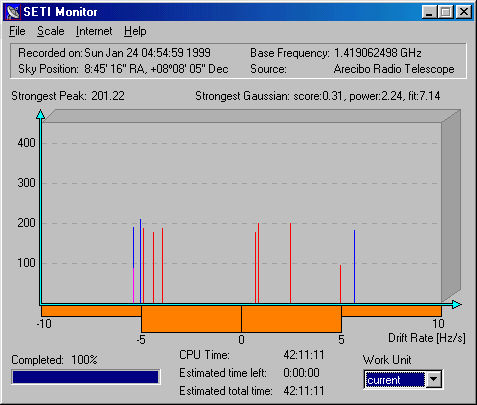 SETI Monitor
File Scale Internet Help
Recorded on: Sun Jan 24 04:54:59 1999 Base Frequency: 1.419062498 GHz
Sky Position: 8:45' 16" RA, +08°08' 05" Dec Source: Arecibo Radio Telescope
Strongest Peak: 201.22 Strongest Gaussian: score:0.31, power:2.24, fit:7.14
400
300
200
100
-10 10
-5 0 5 Drift Rate [Hz/s]
Completed: 100% CPU Time: 42:11:11 Work Unit
Estimated time left: 0:00:00
current
Estimated total time: 42:11:11